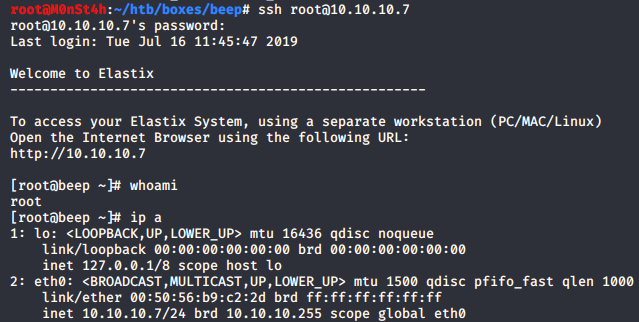 root@M0nSt4h:~/htb/boxes/beep# ssh root@10.10.10.7
root@10.10.10.7's password:
Last login: Tue Jul 16 11:45:47 2019
Welcome to Elastix
----------------------------------------------------
To access your Elastix System, using a separate workstation (PC/MAC/Linux)
Open the Internet Browser using the following URL:
http://10.10.10.7
[root@beep ~]# whoami
root
[root@beep ~]# ip a
1: lo: <LOOPBACK,UP,LOWER_UP> mtu 16436 qdisc noqueue
    link/loopback 00:00:00:00:00:00 brd 00:00:00:00:00:00
    inet 127.0.0.1/8 scope host lo
2: eth0: <BROADCAST,MULTICAST,UP,LOWER_UP> mtu 1500 qdisc pfifo_fast qlen 1000
    link/ether 00:50:56:b9:c2:2d brd ff:ff:ff:ff:ff:ff
    inet 10.10.10.7/24 brd 10.10.10.255 scope global eth0